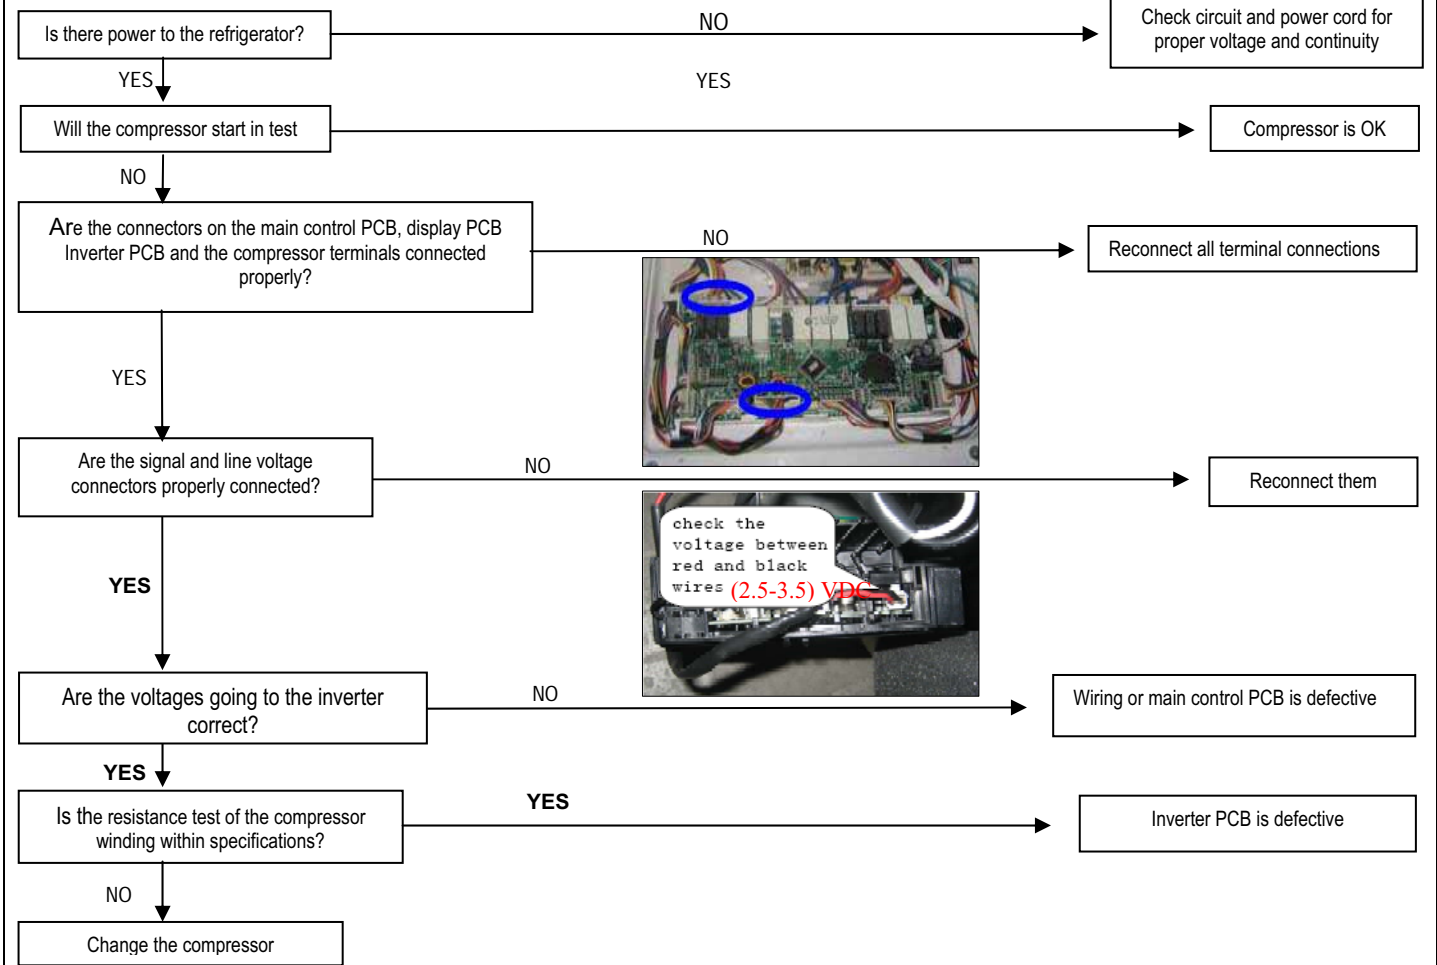 Is there power to the refrigerator?
NO
Check circuit and power cord for
proper voltage and continuity
YES
YES
Will the compressor start in test
Compressor is OK
NO
Are the connectors on the main control PCB, display PCB
Inverter PCB and the compressor terminals connected
properly?
NO
Reconnect all terminal connections
YES
Are the signal and line voltage
connectors properly connected?
NO
Reconnect them
check the
voltage between
red and black
wires (2.5-3.5) VDC
YES
Are the voltages going to the inverter
correct?
NO
Wiring or main control PCB is defective
YES
Is the resistance test of the compressor
winding within specifications?
YES
Inverter PCB is defective
NO
Change the compressor